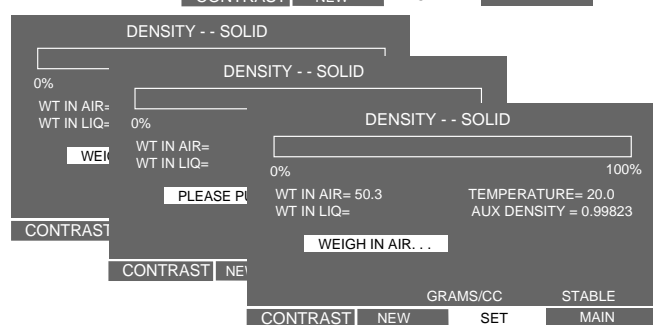 CONTRAST NEW
DENSITY - - SOLID
0%
WT IN AIR=
WT IN LIQ=
CONTRAST
DENSITY - - SOLID
0%
WT IN AIR=
WT IN LIQ=
PLEASE
CONTRAST
DENSITY - - SOLID
0% 100%
WT IN AIR= 50.3 TEMPERATURE= 20.0
WT IN LIQ= AUX DENSITY = 0.99823
WEIGH IN AIR. . .
GRAMS/CC STABLE
CONTRAST NEW SET MAIN